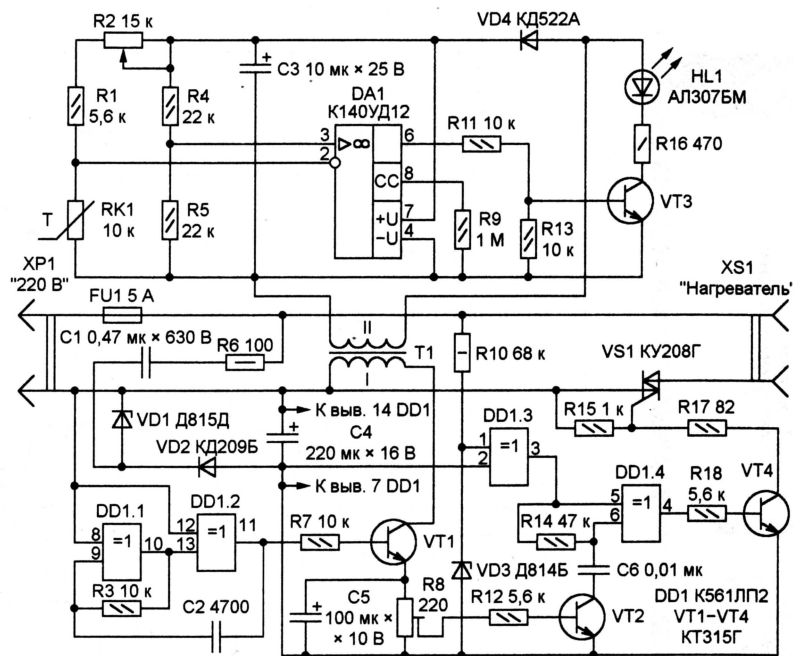 R2 15 к
VD4 КД522А
C3 10 мк × 25 В
HL1
АЛ307БМ
R1
5,6 к
R4
22 к
DA1
К140УД12
3
2
▷∞
6
R11 10 к
R16 470
8
CC
7
+U
4
−U
VT3
T
RK1
10 к
R5
22 к
R9
1 М
R13
10 к
XP1
"220 В"
XS1
"Нагреватель"
FU1 5 А
C1 0,47 мк × 630 В
R6 100
II
T1
I
R10 68 к
VS1 КУ208Г
VD1 Д815Д
К выв. 14 DD1
R15 1 к
R17 82
C4
220 мк × 16 В
VD2 КД209Б
К выв. 7 DD1
DD1.3
1
2
=1
3
DD1.4
5
6
=1
4
R18
5,6 к
VT4
DD1.1
8
9
=1
10
DD1.2
12
13
=1
11
R7 10 к
VT1
R14 47 к
R3 10 к
C2 4700
C5
100 мк ×
× 10 В
R8
220
VD3 Д814Б
C6 0,01 мк
R12 5,6 к
VT2
DD1 К561ЛП2
VT1–VT4
КТ315Г